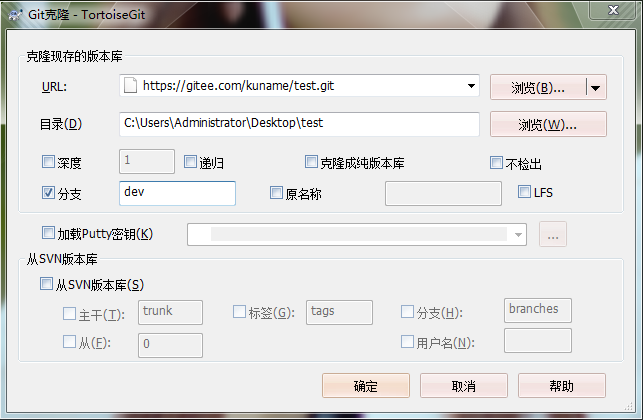 Git克隆 - TortoiseGit
克隆现存的版本库
URL: https://gitee.com/kuname/test.git 浏览(B)...
目录(D) C:\Users\Administrator\Desktop\test 浏览(W)...
深度 1 递归 克隆成纯版本库 不检出
分支 dev 原名称 LFS
加载Putty密钥(K) ...
从SVN版本库
从SVN版本库(S)
主干(T): trunk 标签(G): tags 分支(H): branches
从(F): 0 用户名(N):
确定 取消 帮助